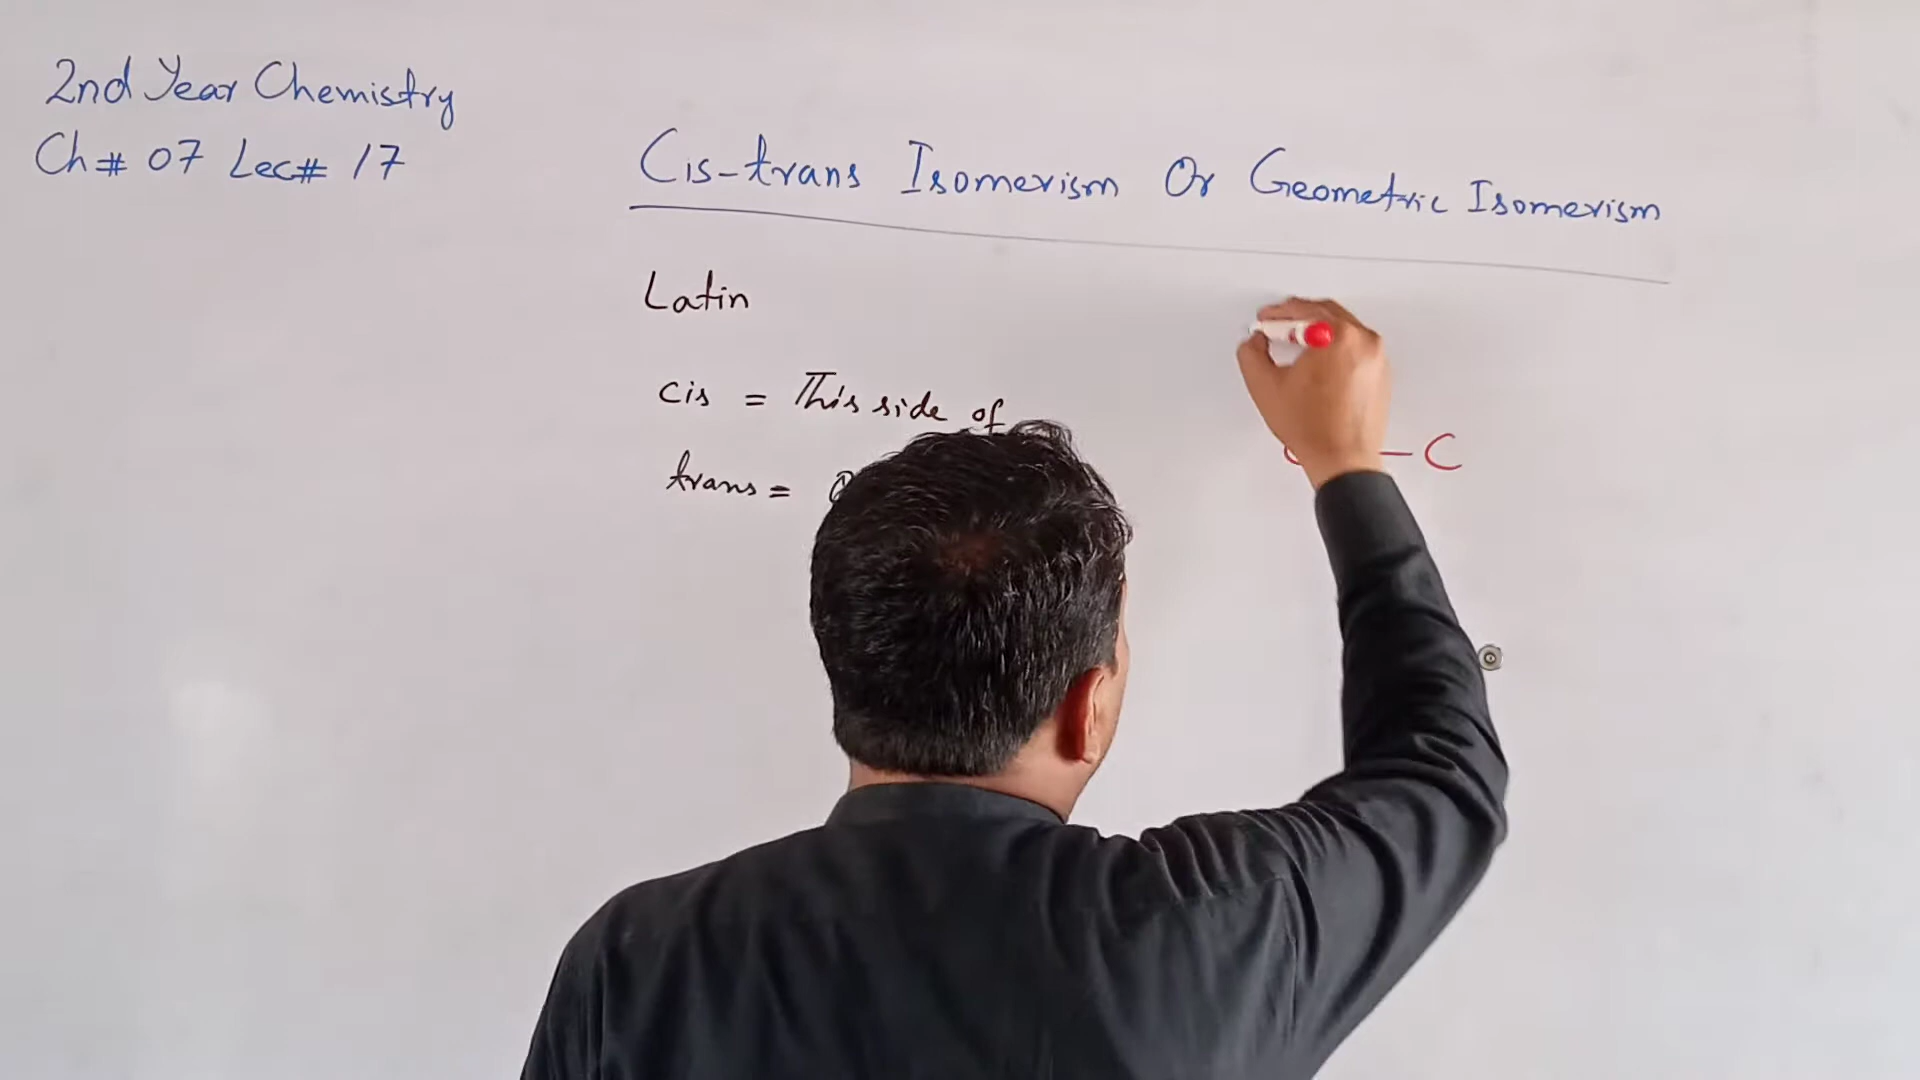 2nd Year Chemistry
Ch# 07 Lec# 17
Cis-trans Isomerism Or Geometric Isomerism
Latin
cis = This side of
trans =
– C